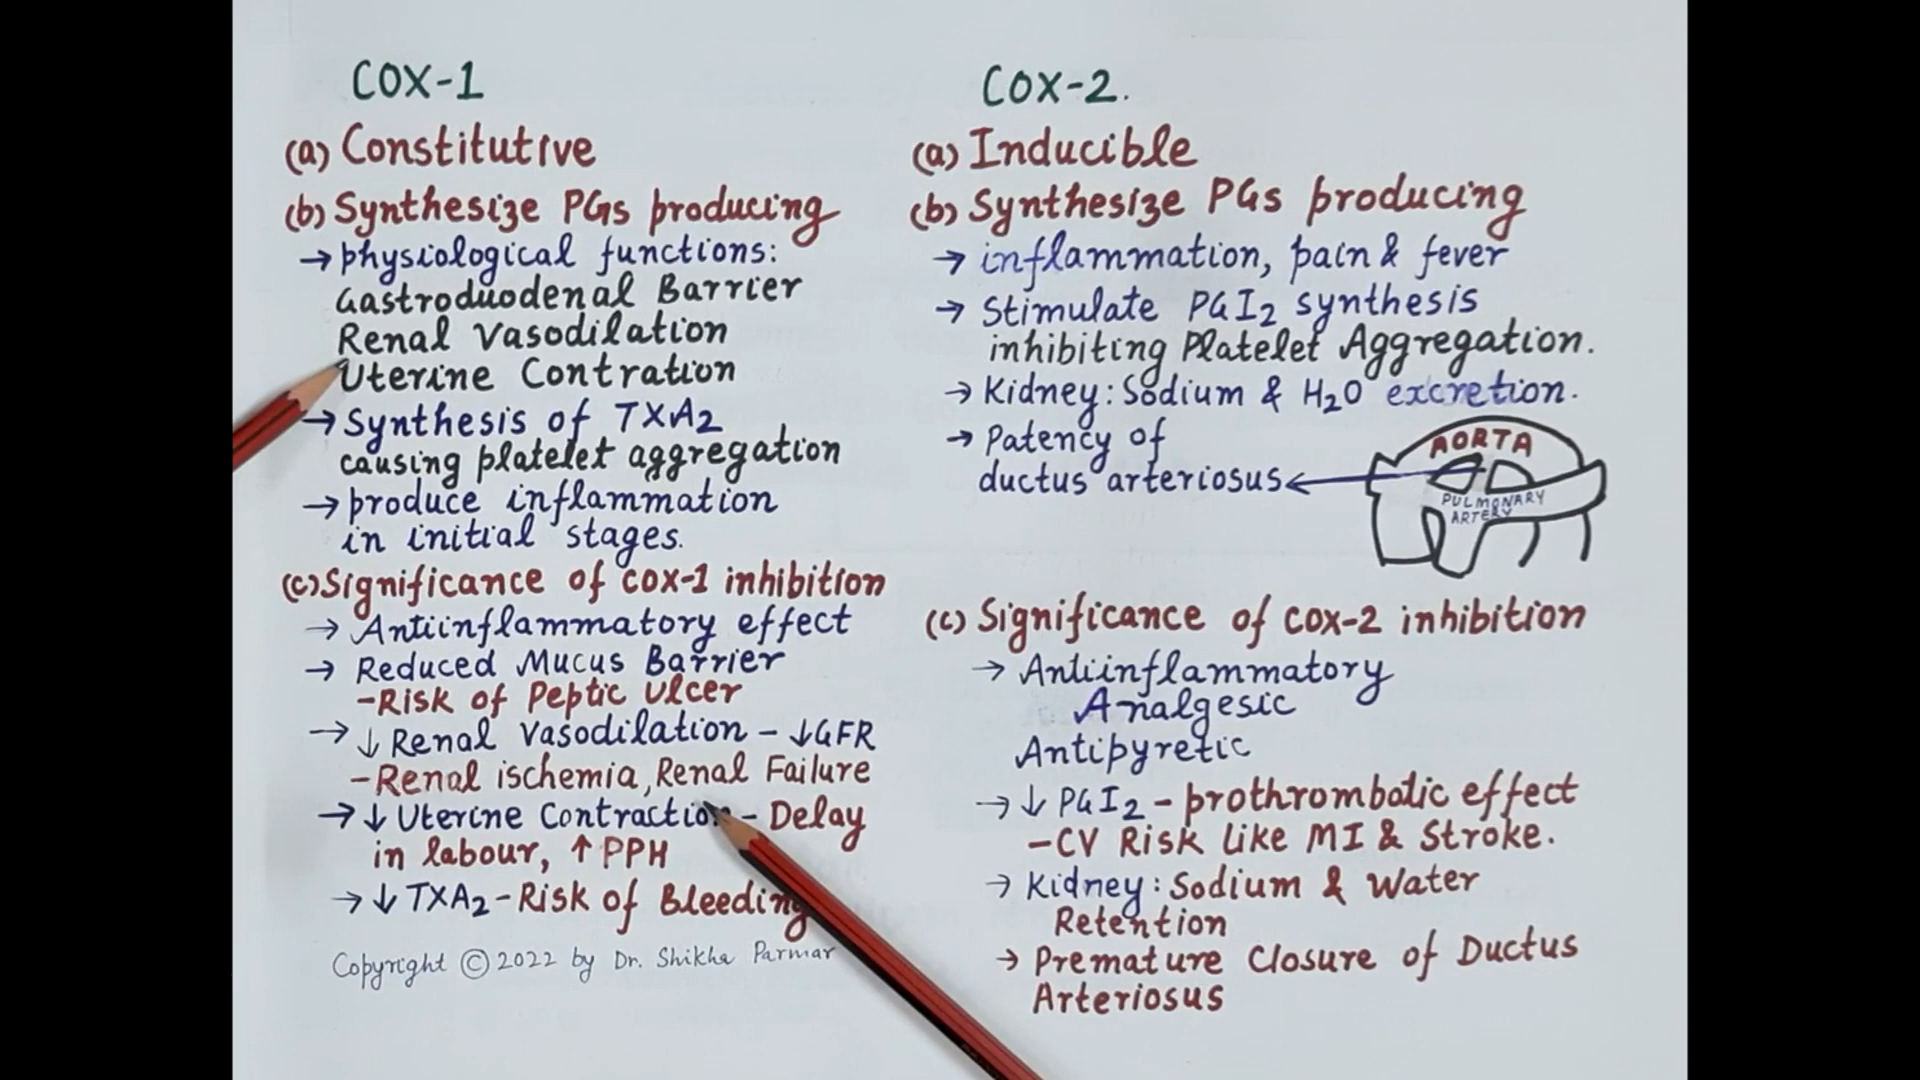 COX-1
(a) Constitutive
(b) Synthesize PGs producing
→ physiological functions:
Gastroduodenal Barrier
Renal Vasodilation
Uterine Contration
→ Synthesis of TXA2
causing platelet aggregation
→ produce inflammation
in initial stages.
(c) Significance of COX-1 inhibition
→ Antiinflammatory effect
→ Reduced Mucus Barrier
- Risk of Peptic Ulcer
→ ↓ Renal Vasodilation - ↓GFR
- Renal ischemia, Renal Failure
→ ↓ Uterine Contraction - Delay
in labour, ↑ PPH
→ ↓ TXA2 - Risk of Bleeding
Copyright © 2022 by Dr. Shikha Parmar
COX-2.
(a) Inducible
(b) Synthesize PGs producing
→ inflammation, pain & fever
→ Stimulate PGI2 synthesis
inhibiting Platelet Aggregation.
→ Kidney: Sodium & H2O excretion.
→ Patency of
ductus arteriosus
AORTA
PULMONARY
ARTERY
(c) Significance of COX-2 inhibition
→ Antiinflammatory
Analgesic
Antipyretic
→ ↓ PGI2 - prothrombotic effect
- CV Risk like MI & Stroke.
→ Kidney: Sodium & Water
Retention
→ Premature Closure of Ductus
Arteriosus